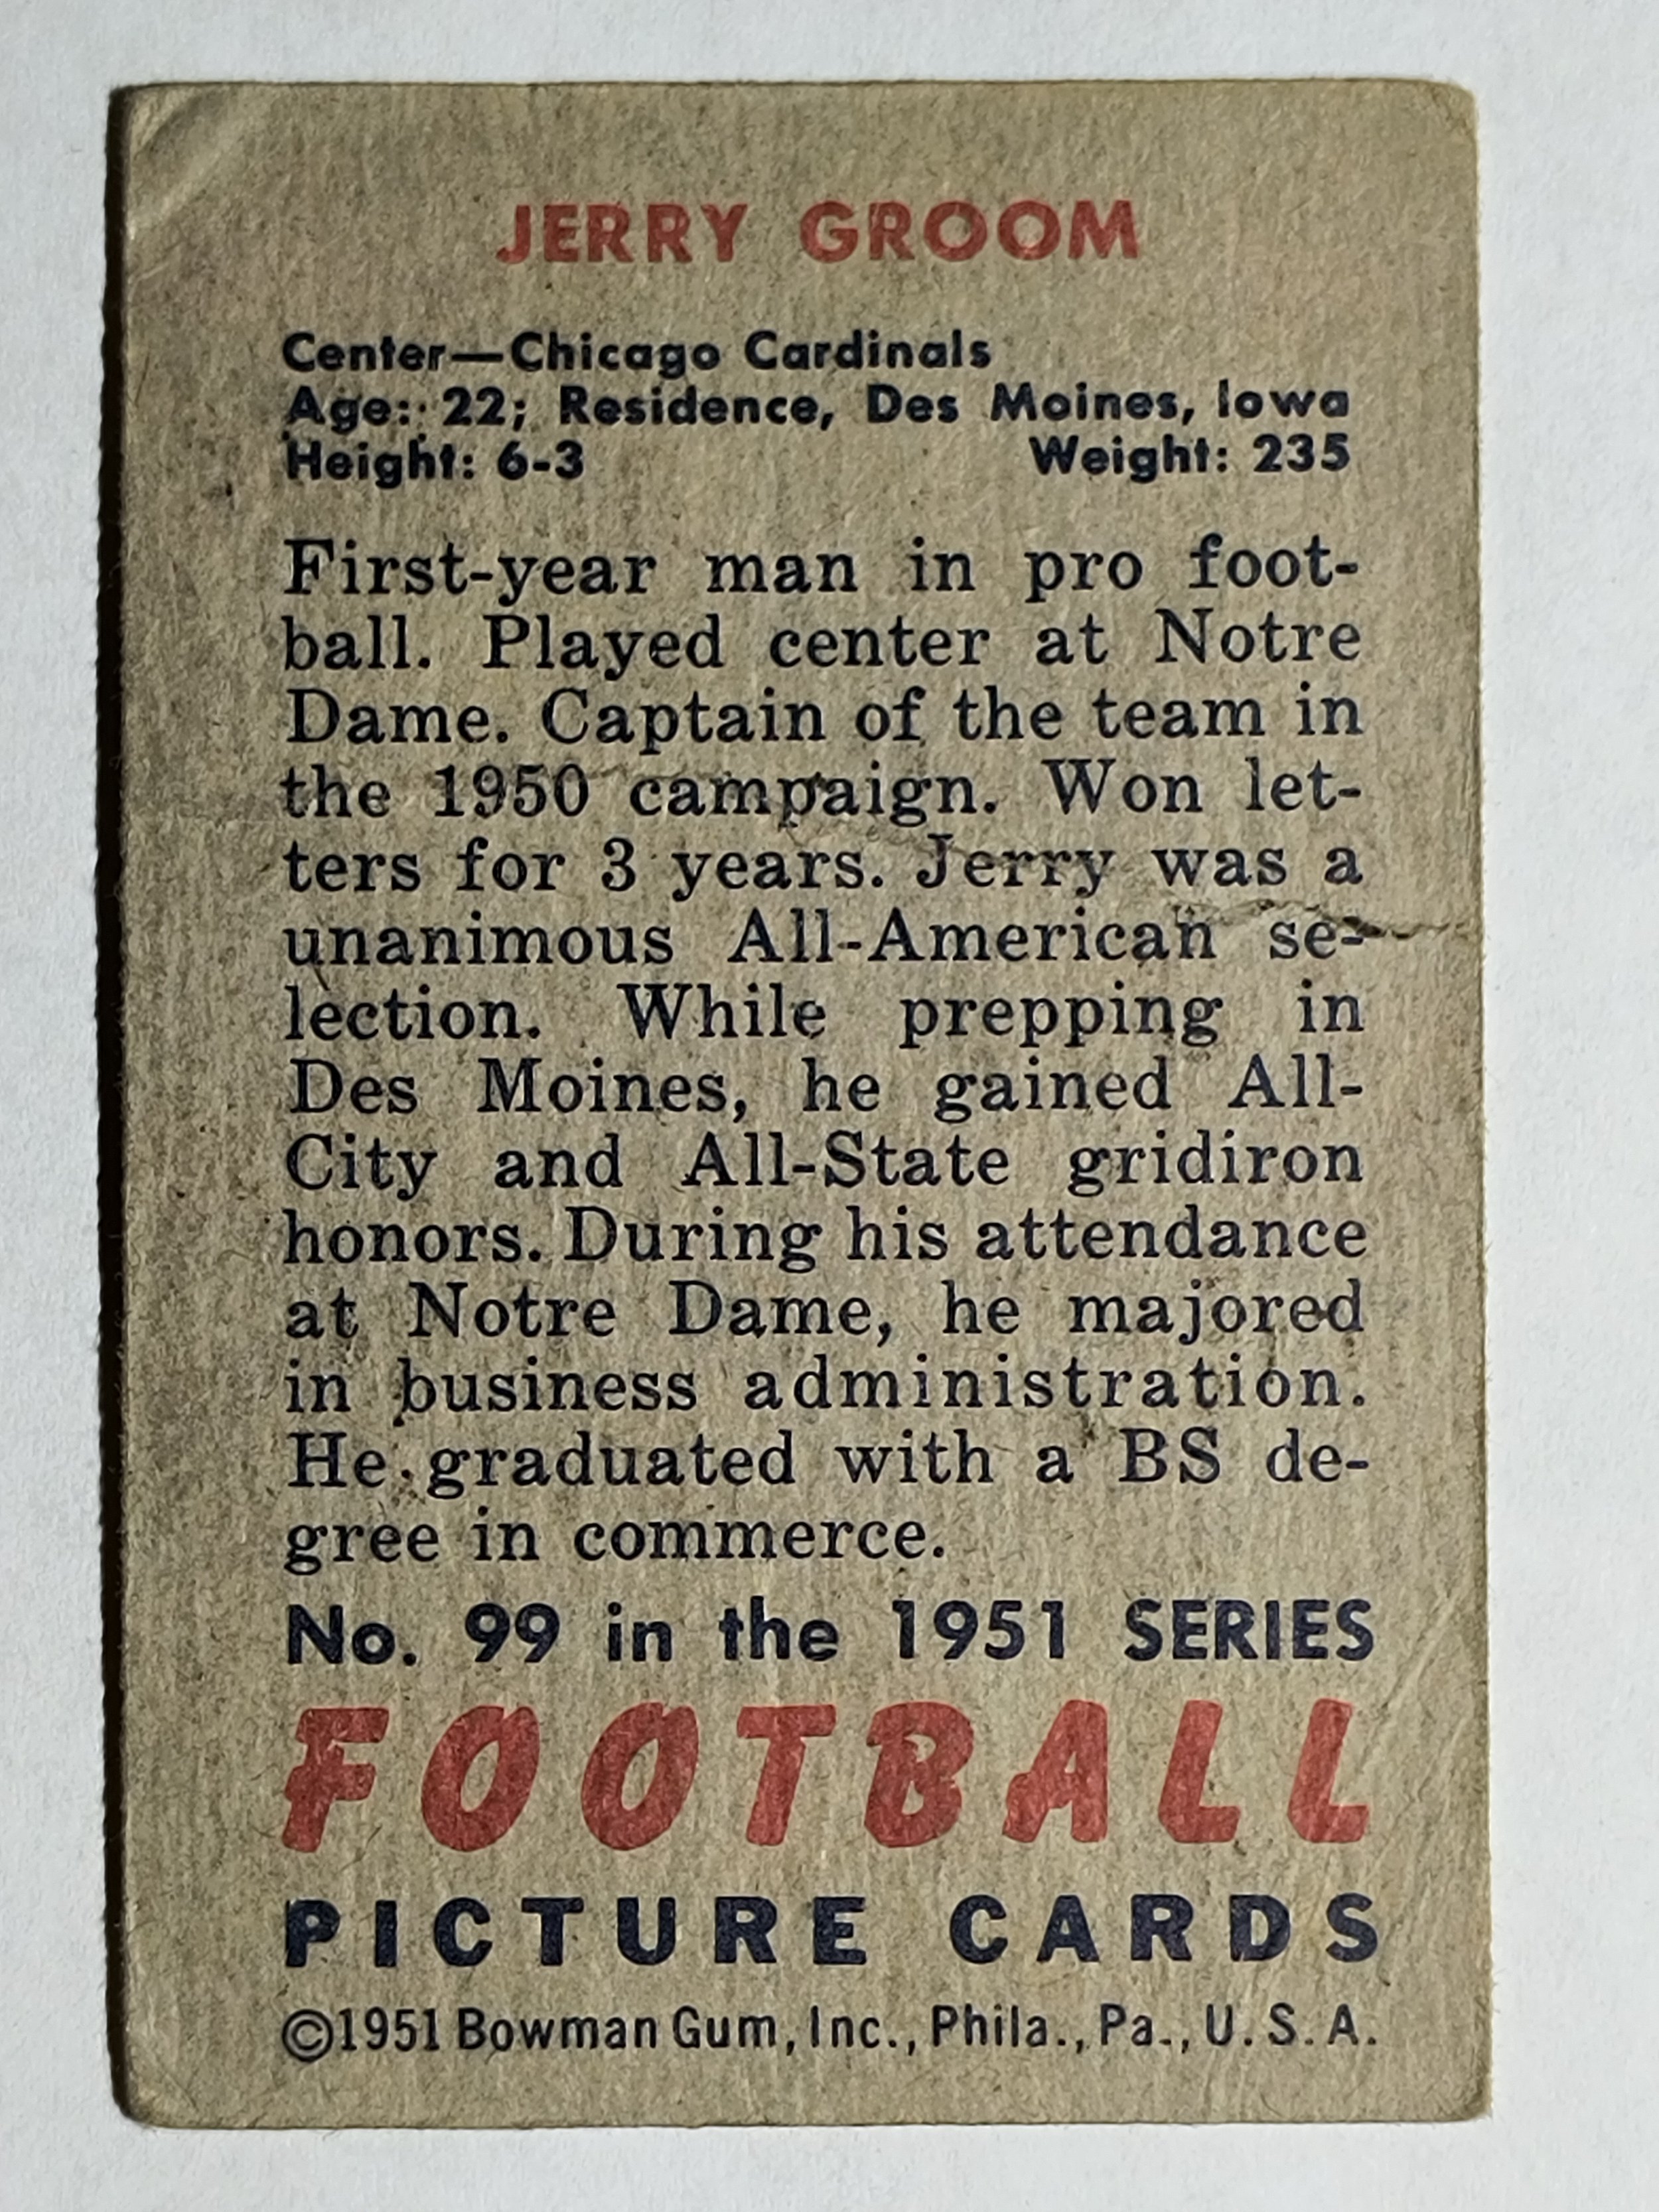 JERRY GROOM
Center—Chicago Cardinals
Age: 22; Residence, Des Moines, Iowa
Height: 6-3 Weight: 235
First-year man in pro foot-
ball. Played center at Notre
Dame. Captain of the team in
the 1950 campaign. Won let-
ters for 3 years. Jerry was a
unanimous All-American se-
lection. While prepping in
Des Moines, he gained All-
City and All-State gridiron
honors. During his attendance
at Notre Dame, he majored
in business administration.
He graduated with a BS de-
gree in commerce.
No. 99 in the 1951 SERIES
FOOTBALL
PICTURE CARDS
©1951 Bowman Gum, Inc., Phila., Pa., U.S.A.